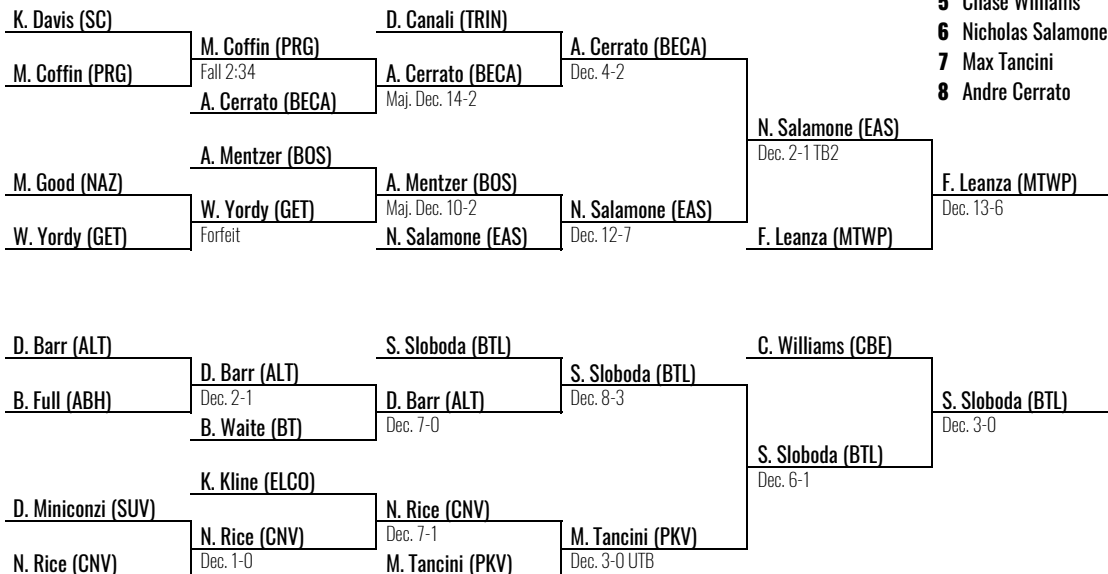 K. Davis (SC)
M. Coffin (PRG)
M. Good (NAZ)
W. Yordy (GET)
M. Coffin (PRG)
Fall 2:34
A. Cerrato (BECA)
A. Mentzer (BOS)
W. Yordy (GET)
Forfeit
D. Canali (TRIN)
A. Cerrato (BECA)
Maj. Dec. 14-2
A. Mentzer (BOS)
Maj. Dec. 10-2
N. Salamone (EAS)
A. Cerrato (BECA)
Dec. 4-2
N. Salamone (EAS)
Dec. 12-7
N. Salamone (EAS)
Dec. 2-1 TB2
F. Leanza (MTWP)
F. Leanza (MTWP)
Dec. 13-6
5 Chase Williams
6 Nicholas Salamone
7 Max Tancini
8 Andre Cerrato
D. Barr (ALT)
B. Full (ABH)
D. Miniconzi (SUV)
N. Rice (CNV)
D. Barr (ALT)
Dec. 2-1
B. Waite (BT)
K. Kline (ELCO)
N. Rice (CNV)
Dec. 1-0
S. Sloboda (BTL)
D. Barr (ALT)
Dec. 7-0
N. Rice (CNV)
Dec. 7-1
M. Tancini (PKV)
S. Sloboda (BTL)
Dec. 8-3
M. Tancini (PKV)
Dec. 3-0 UTB
C. Williams (CBE)
S. Sloboda (BTL)
Dec. 6-1
S. Sloboda (BTL)
Dec. 3-0